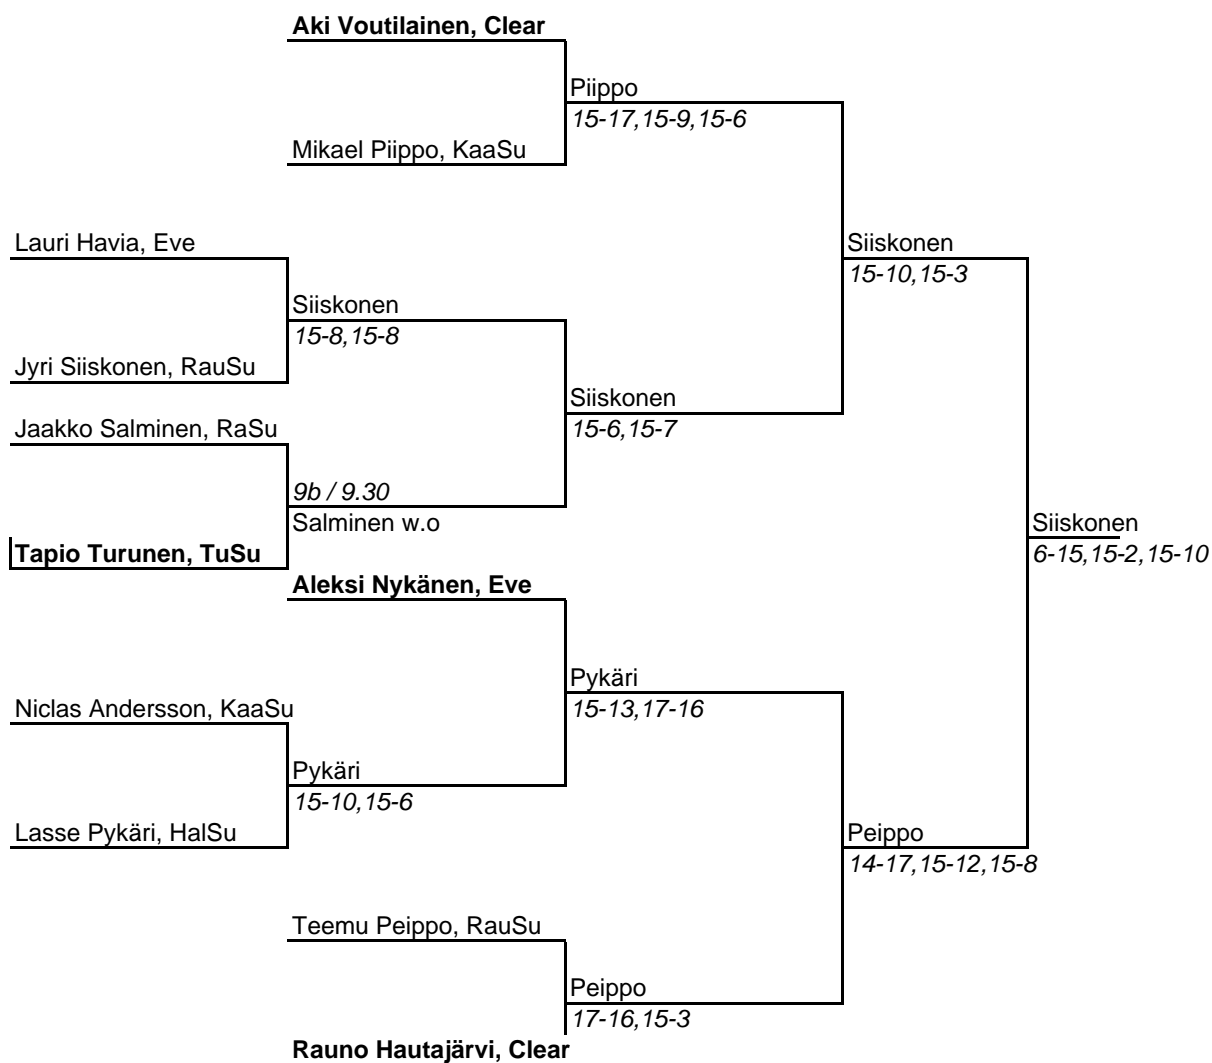 Aki Voutilainen, Clear
Piippo
15-17,15-9,15-6
Mikael Piippo, KaaSu
Lauri Havia, Eve
Siiskonen
15-10,15-3
Siiskonen
15-8,15-8
Jyri Siiskonen, RauSu
Siiskonen
15-6,15-7
Jaakko Salminen, RaSu
9b / 9.30
Salminen w.o
Siiskonen
6-15,15-2,15-10
Tapio Turunen, TuSu
Aleksi Nykänen, Eve
Pykäri
15-13,17-16
Niclas Andersson, KaaSu
Pykäri
15-10,15-6
Lasse Pykäri, HalSu
Peippo
14-17,15-12,15-8
Teemu Peippo, RauSu
Peippo
17-16,15-3
Rauno Hautajärvi, Clear